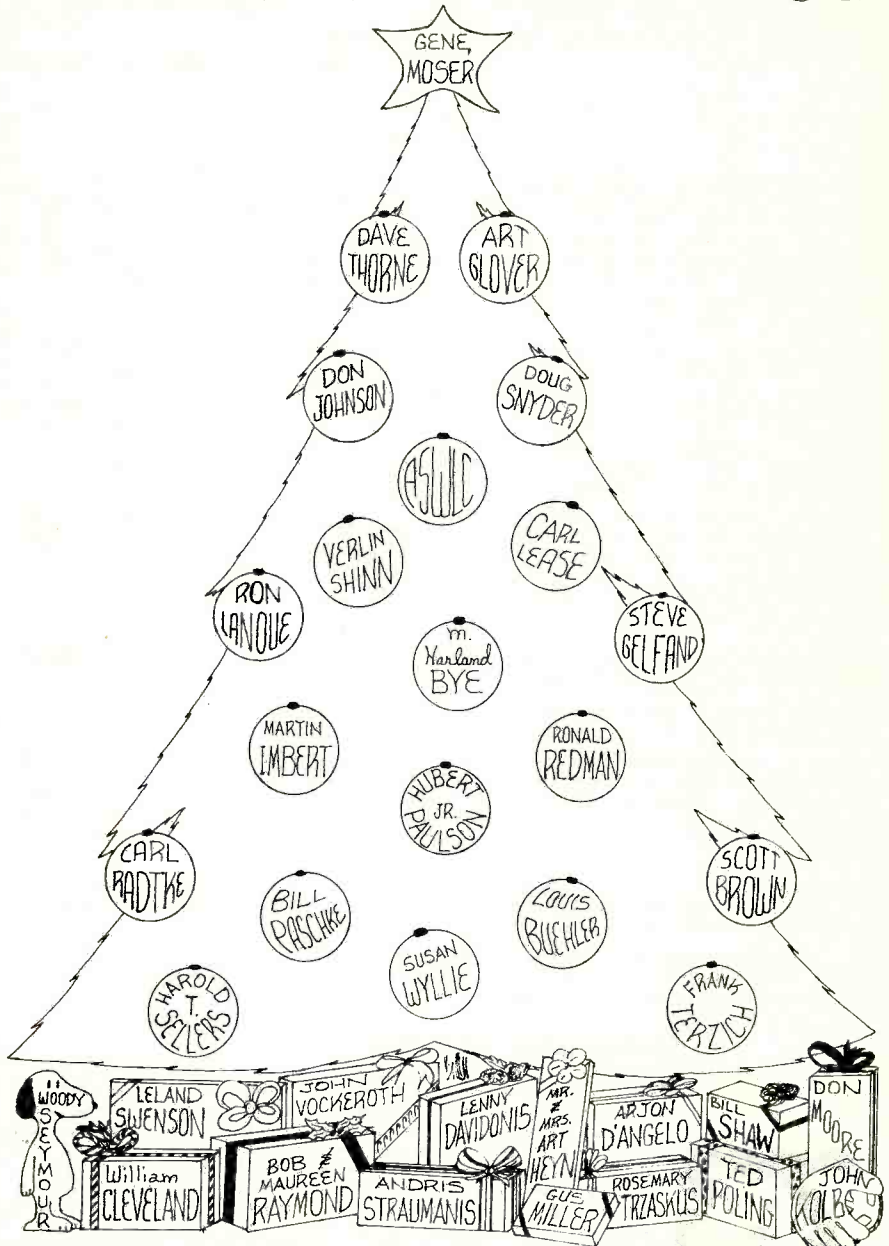 GENE
MOSER
DAVE
THORNE
ART
GLOVER
DON
JOHNSON
DOUG
SNYDER
ASWLC
VERLIN
SHINN
CARL
LEASE
RON
LANOUE
STEVE
GELFAND
m.
Harland
BYE
MARTIN
IMBERT
RONALD
REDMAN
HUBERT
JR.
PAULSON
CARL
RADTKE
SCOTT
BROWN
BILL
PASCHKE
LOUIS
BUEHLER
SUSAN
WYLLIE
HAROLD
T.
SELLERS
FRANK
TERZICH
WOODY
SEYMOUR
LELAND
SWENSON
JOHN
VOCKEROTH
LENNY
DAVIDONIS
MR.
&
MRS.
ART
HEYN
ARJON
D'ANGELO
BILL
SHAW
DON
MOORE
William
CLEVELAND
BOB &
MAUREEN
RAYMOND
ANDRIS
STRAUMANIS
GUS
MILLER
ROSEMARY
TRZASKUS
TED
POLING
JOHN
KOLB